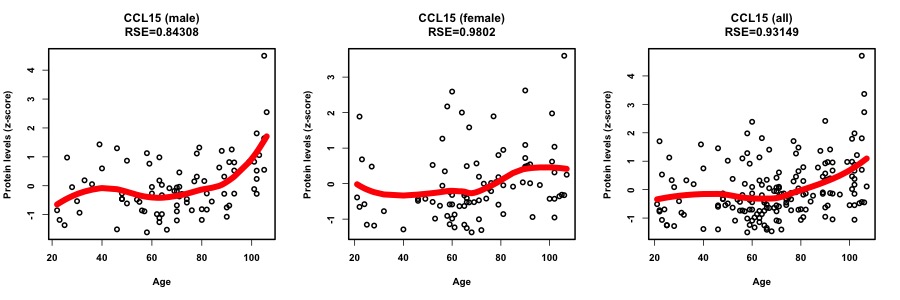 CCL15 (male)
RSE=0.84308
Protein levels (z-score)
4
3
2
1
0
-1
20
40
60
80
100
Age
CCL15 (female)
RSE=0.9802
Protein levels (z-score)
3
2
1
0
-1
20
40
60
80
100
Age
CCL15 (all)
RSE=0.93149
Protein levels (z-score)
4
3
2
1
0
-1
20
40
60
80
100
Age